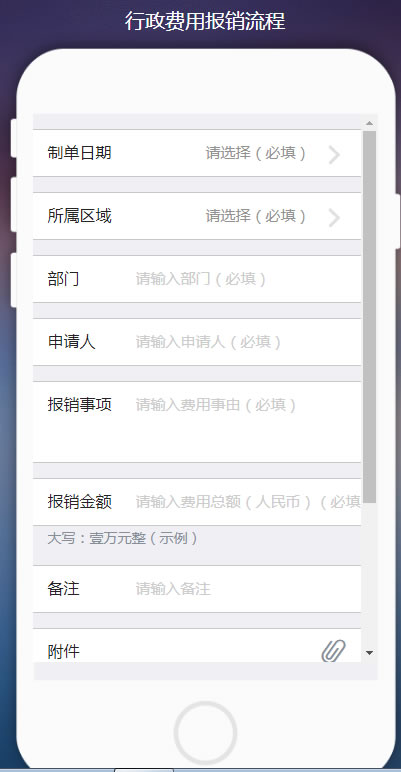 行政费用报销流程
制单日期 请选择（必填）
所属区域 请选择（必填）
部门 请输入部门（必填）
申请人 请输入申请人（必填）
报销事项 请输入费用事由（必填）
报销金额 请输入费用总额（人民币）（必填
大写：壹万元整（示例）
备注 请输入备注
附件